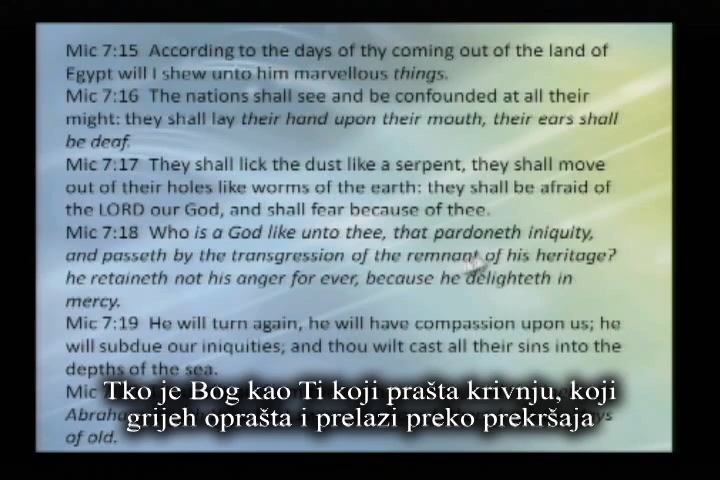 Mic 7:15 According to the days of thy coming out of the land of
Egypt will I shew unto him marvellous things.
Mic 7:16 The nations shall see and be confounded at all their
might: they shall lay their hand upon their mouth, their ears shall
be deaf.
Mic 7:17 They shall lick the dust like a serpent, they shall move
out of their holes like worms of the earth: they shall be afraid of
the LORD our God, and shall fear because of thee.
Mic 7:18 Who is a God like unto thee, that pardoneth iniquity,
and passeth by the transgression of the remnant of his heritage?
he retaineth not his anger for ever, because he delighteth in
mercy.
Mic 7:19 He will turn again, he will have compassion upon us; he
will subdue our iniquities; and thou wilt cast all their sins into the
depths of the sea.
Mic
Abraha
of old.
Tko je Bog kao Ti koji prašta krivnju, koji
grijeh oprašta i prelazi preko prekršaja